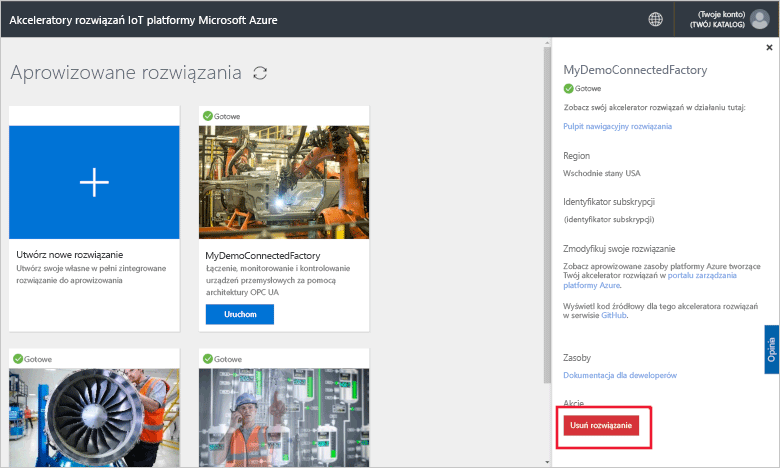 Akceleratory rozwiązań IoT platformy Microsoft Azure
(Twoje konto)
(TWÓJ KATALOG)
Aprowizowane rozwiązania
Utwórz nowe rozwiązanie
Utwórz swoje własne w pełni zintegrowane
rozwiązanie do aprowizowania
Gotowe
MyDemoConnectedFactory
Łączenie, monitorowanie i kontrolowanie
urządzeń przemysłowych za pomocą
architektury OPC UA
Uruchom
Gotowe
Gotowe
MyDemoConnectedFactory
Gotowe
Zobacz swój akcelerator rozwiązań w działaniu tutaj:
Pulpit nawigacyjny rozwiązania
Region
Wschodnie stany USA
Identyfikator subskrypcji
(identyfikator subskrypcji)
Zmodyfikuj swoje rozwiązanie
Zobacz aprowizowane zasoby platformy Azure tworzące
Twój akcelerator rozwiązań w portalu zarządzania
platformy Azure.
Wyświetl kod źródłowy dla tego akceleratora rozwiązań
w serwisie GitHub.
Opinia
Zasoby
Dokumentacja dla deweloperów
Akcje
Usuń rozwiązanie